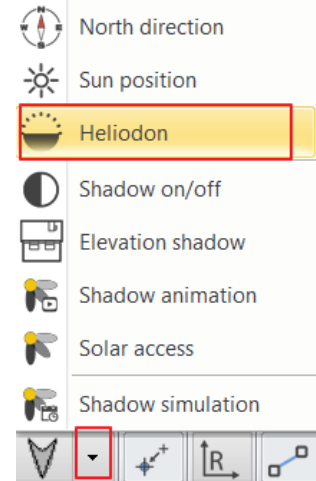 North direction
Sun position
Heliodon
Shadow on/off
Elevation shadow
Shadow animation
Solar access
Shadow simulation
R